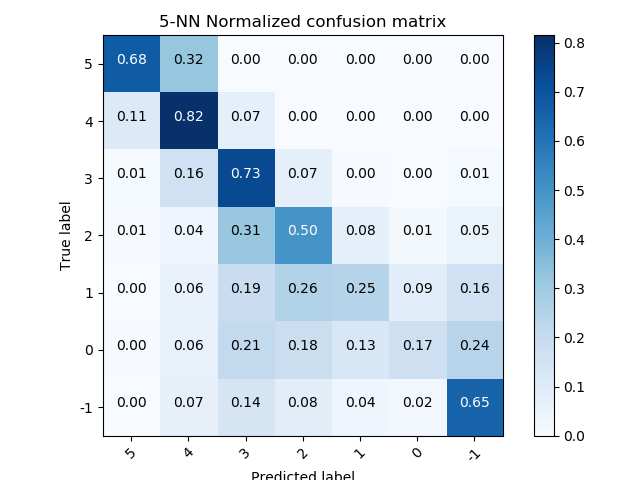 5-NN Normalized confusion matrix
5 0.68 0.32 0.00 0.00 0.00 0.00 0.00
4 0.11 0.82 0.07 0.00 0.00 0.00 0.00
3 0.01 0.16 0.73 0.07 0.00 0.00 0.01
2 0.01 0.04 0.31 0.50 0.08 0.01 0.05
1 0.00 0.06 0.19 0.26 0.25 0.09 0.16
0 0.00 0.06 0.21 0.18 0.13 0.17 0.24
-1 0.00 0.07 0.14 0.08 0.04 0.02 0.65
5 4 3 2 1 0 -1
True label
Predicted label
0.8
0.7
0.6
0.5
0.4
0.3
0.2
0.1
0.0